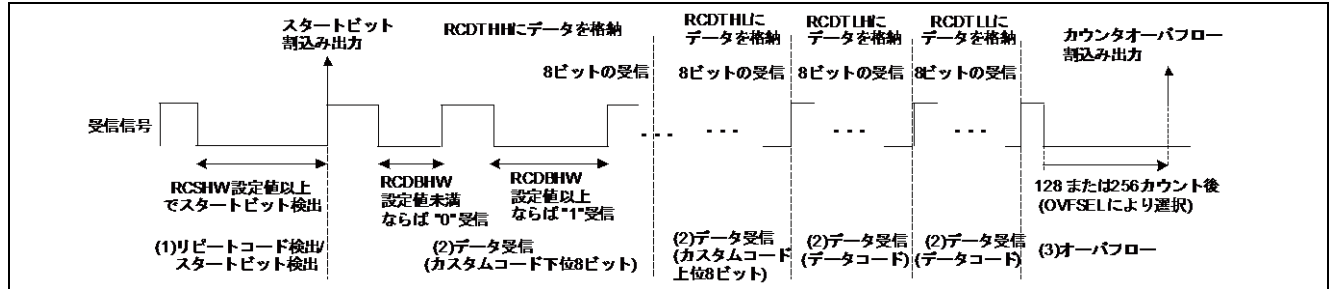 スタートビット
割込み出力
RCDTHHにデータを格納
RCDTHLに
データを格納
RCDTLHに
データを格納
RCDTLLに
データを格納
カウンタオーバフロー
割込み出力
8ビットの受信
8ビットの受信
8ビットの受信
8ビットの受信
受信信号
RCSHW設定値以上
でスタートビット検出
RCDBHW
設定値未満
ならば "0"受信
RCDBHW
設定値以上
ならば"1"受信
128 または256カウント後
(OVFSELにより選択)
(1)リピートコード検出/
スタートビット検出
(2)データ受信
(カスタムコード下位8ビット)
(2)データ受信
(カスタムコード
上位8ビット)
(2)データ受信
(データコード)
(2)データ受信
(データコード)
(3)オーバフロー